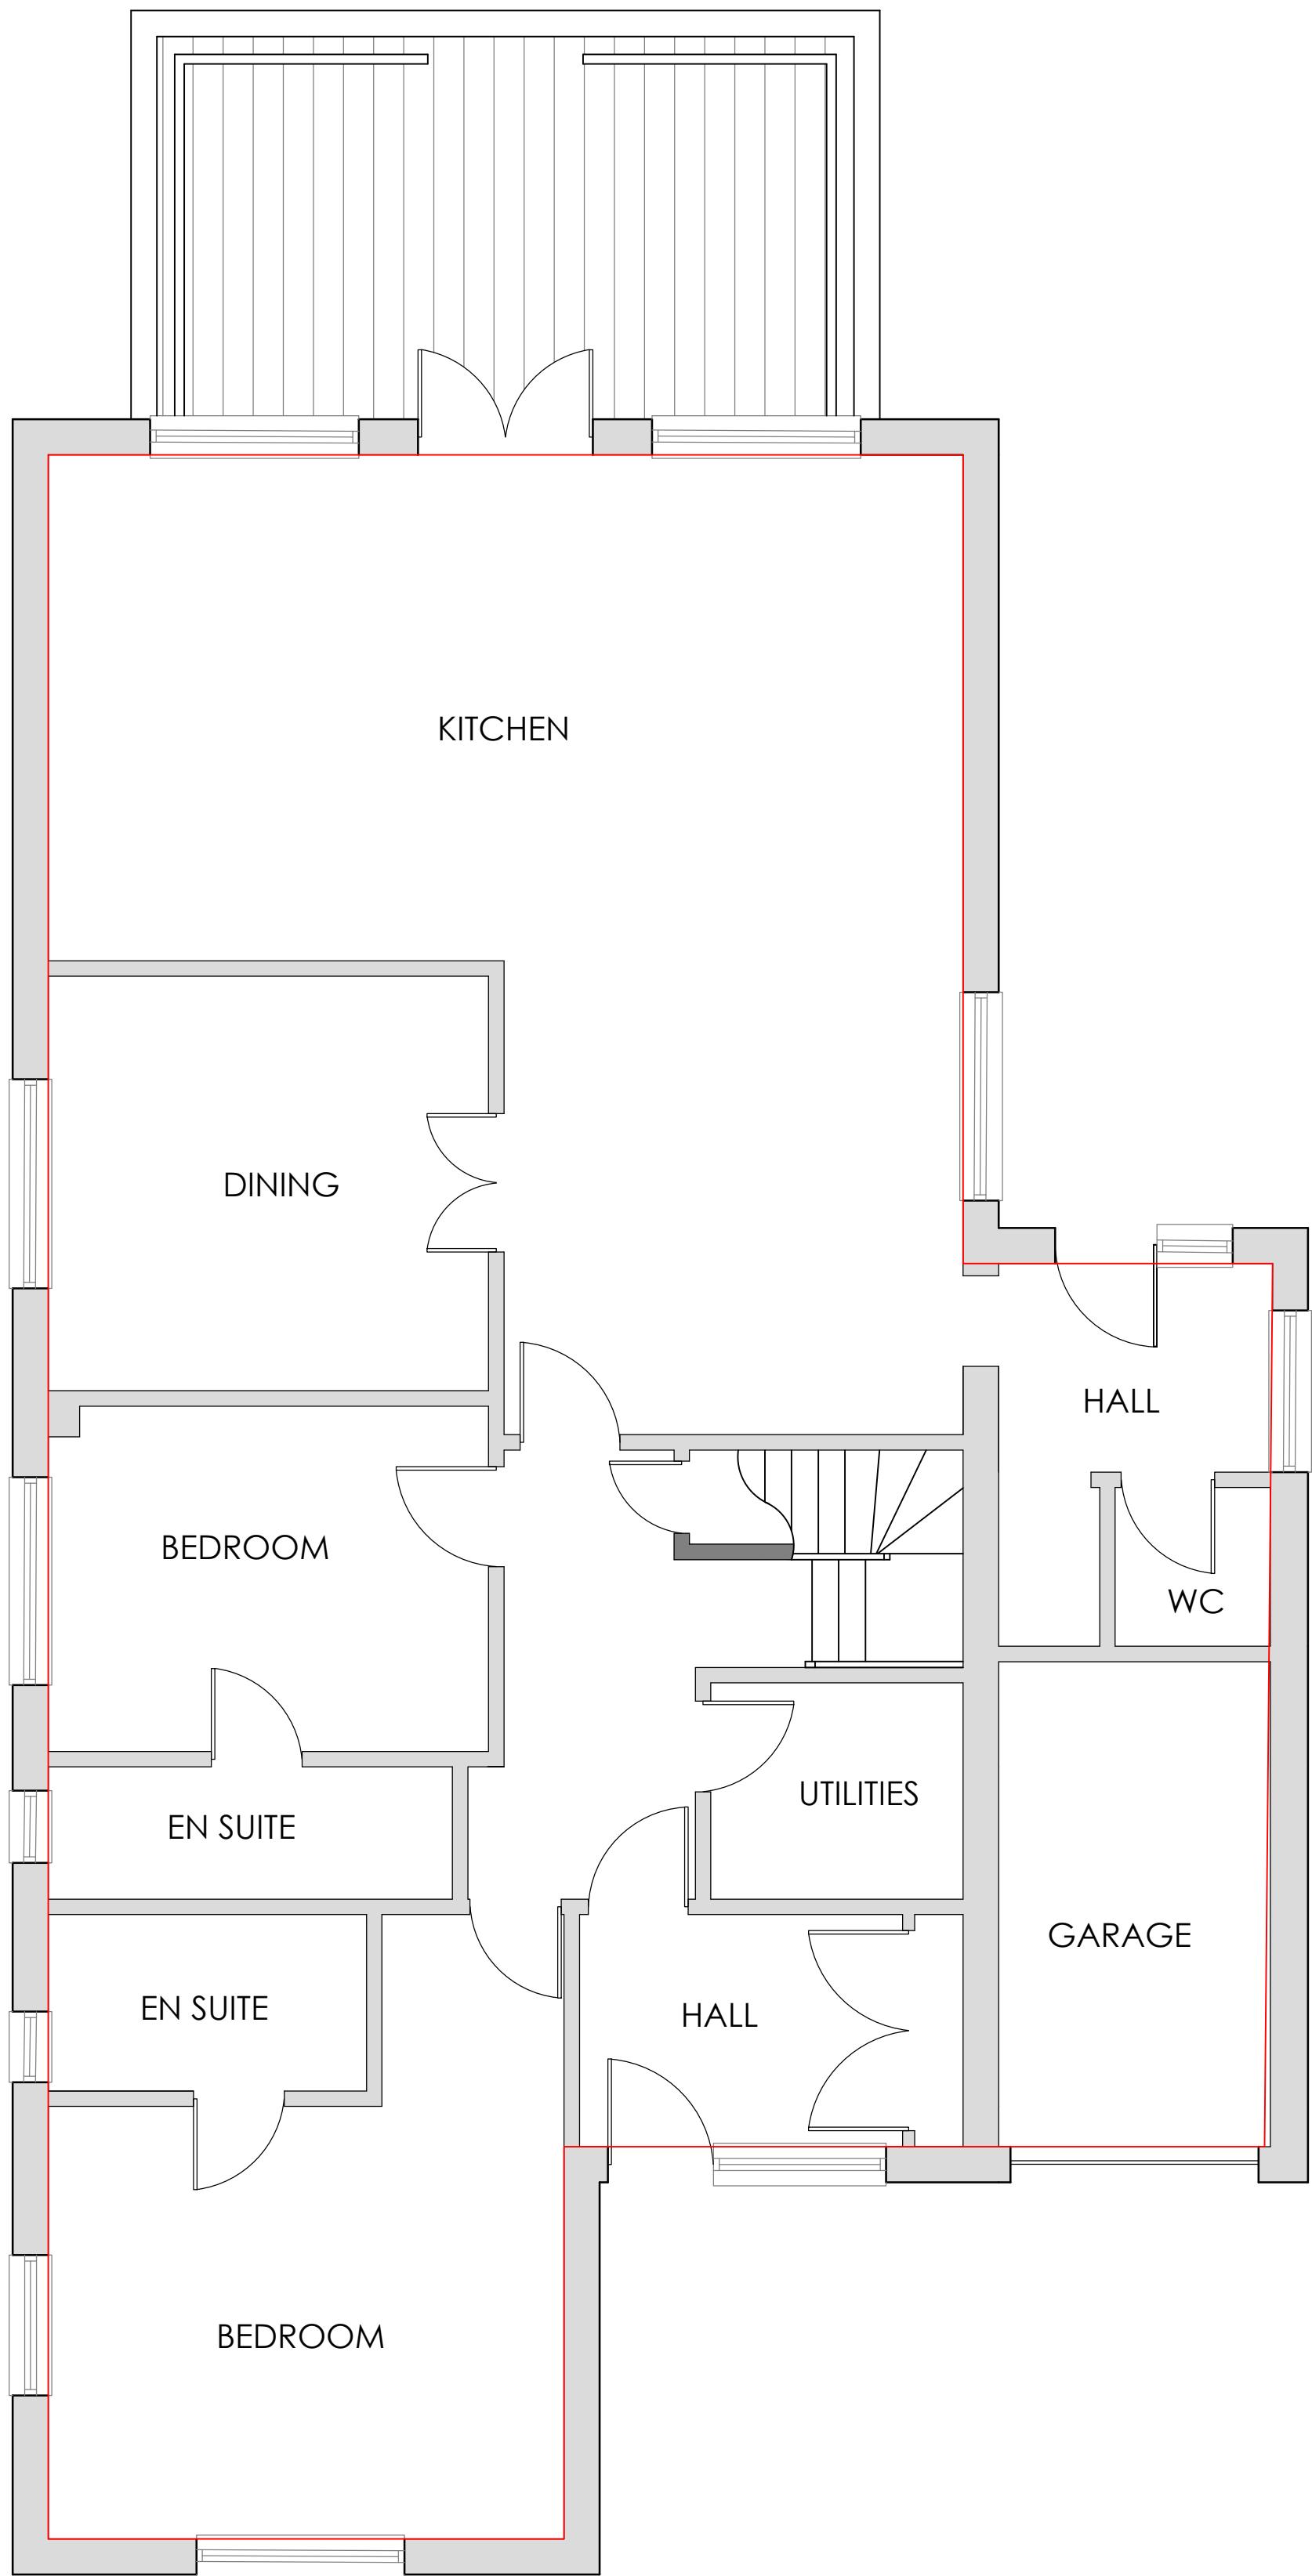 KITCHEN
DINING
HALL
BEDROOM
WC
UTILITIES
EN SUITE
GARAGE
EN SUITE
HALL
BEDROOM